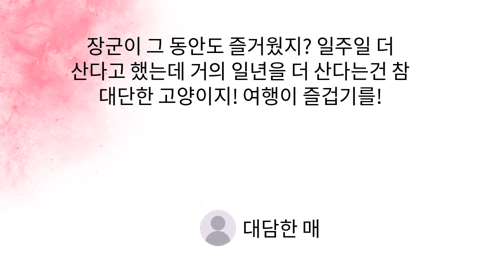 장군이 그 동안도 즐거웠지? 일주일 더
산다고 했는데 거의 일년을 더 산다는건 참
대단한 고양이지! 여행이 즐겁기를!
대담한 매